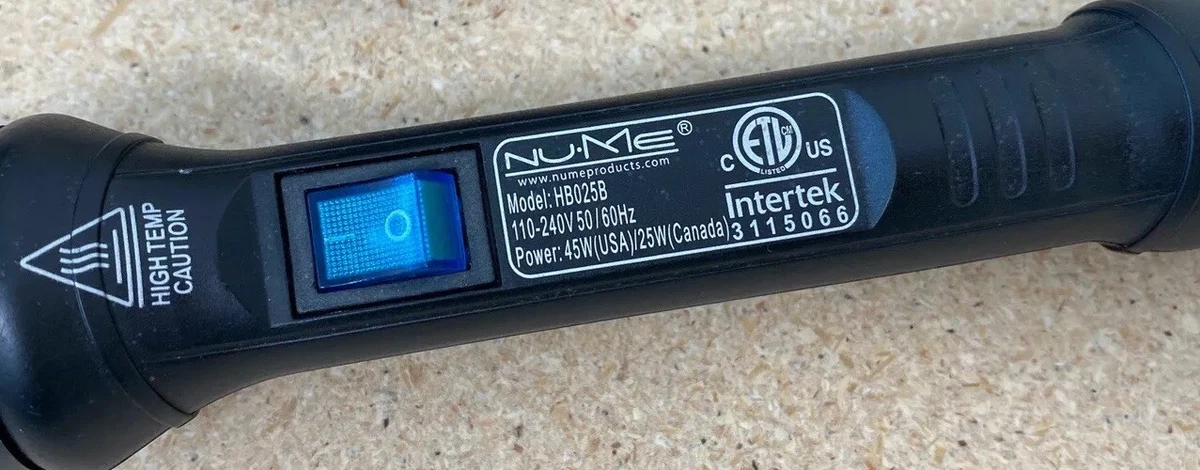 HIGH TEMP
CAUTION
NU·ME®
www.numeproducts.com
Model: HB025B
110-240V 50/60Hz
Power: 45W(USA)/25W(Canada)
C ETL CM US
LISTED
Intertek
3115066